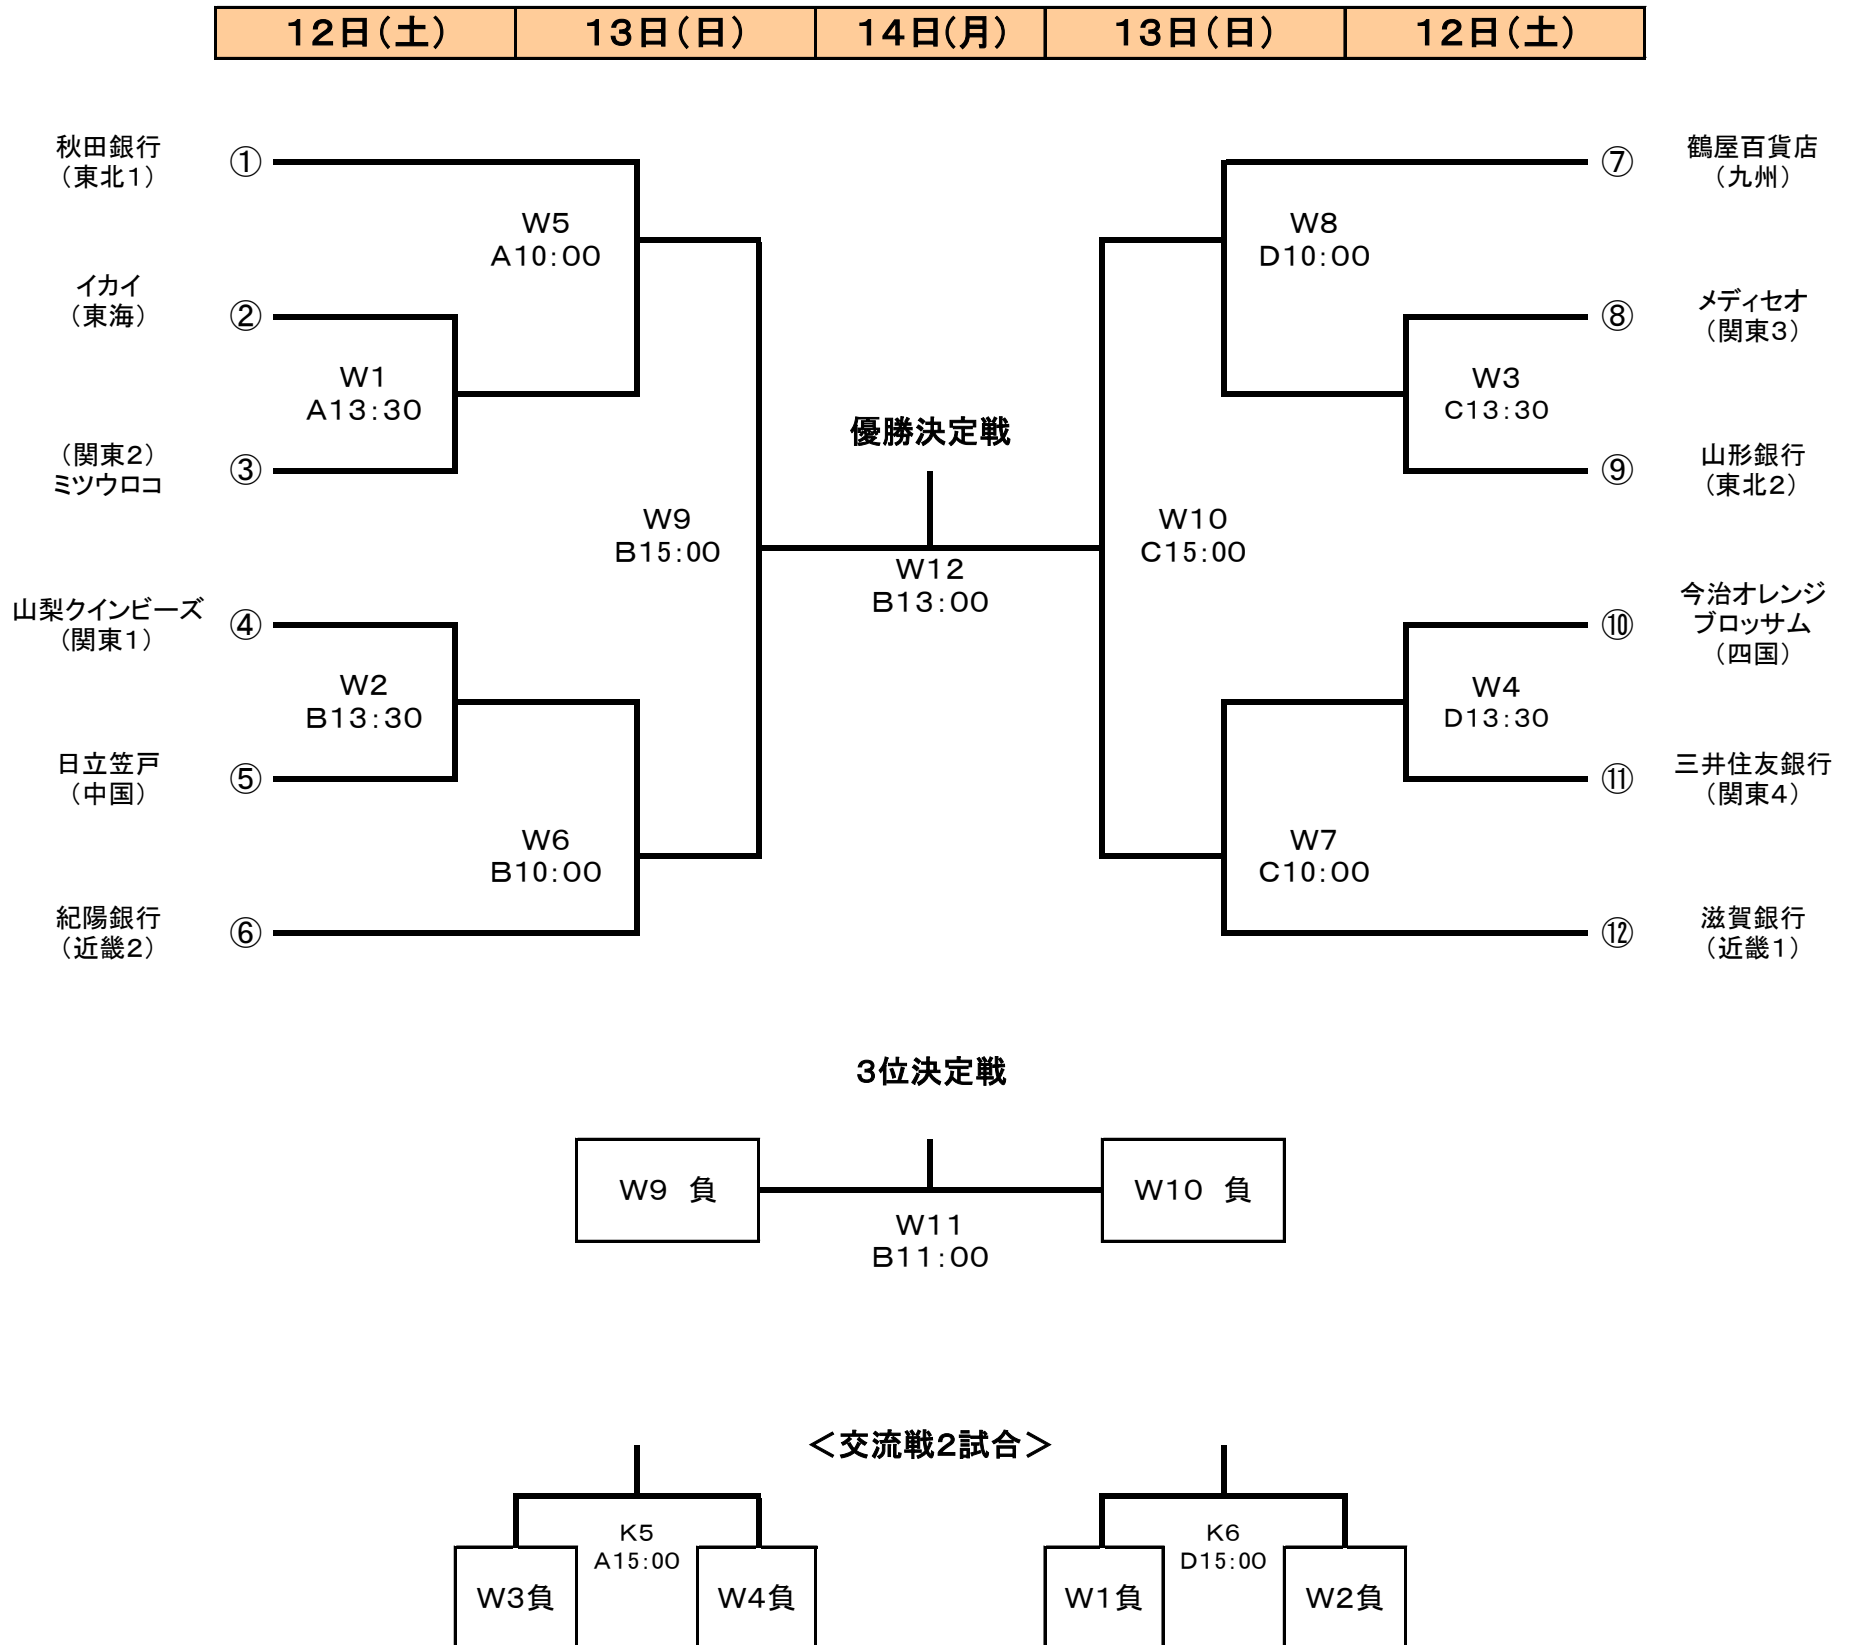 12日（土） 13日（日） 14日(月) 13日（日） 12日（土）
秋田銀行
（東北１）
①
⑦
鶴屋百貨店
（九州）
W5
A10：00
W8
D10：00
イカイ
（東海）
②
⑧
メディセオ
（関東３）
W1
A13：30
W3
C13：30
（関東２）
ミツウロコ
③
⑨
山形銀行
（東北２）
優勝決定戦
W9
B15：00
W10
C15：00
W12
B13：00
山梨クインビーズ
（関東１）
④
⑩
今治オレンジ
ブロッサム
（四国）
W2
B13：30
W4
D13：30
日立笠戸
（中国）
⑤
⑪
三井住友銀行
（関東４）
W6
B10：00
W7
C10：00
紀陽銀行
（近畿２）
⑥
⑫
滋賀銀行
（近畿１）
３位決定戦
W9　負
W10　負
W11
B11：00
＜交流戦２試合＞
K5
A15：00
K6
D15：00
W3負
W4負
W1負
W2負